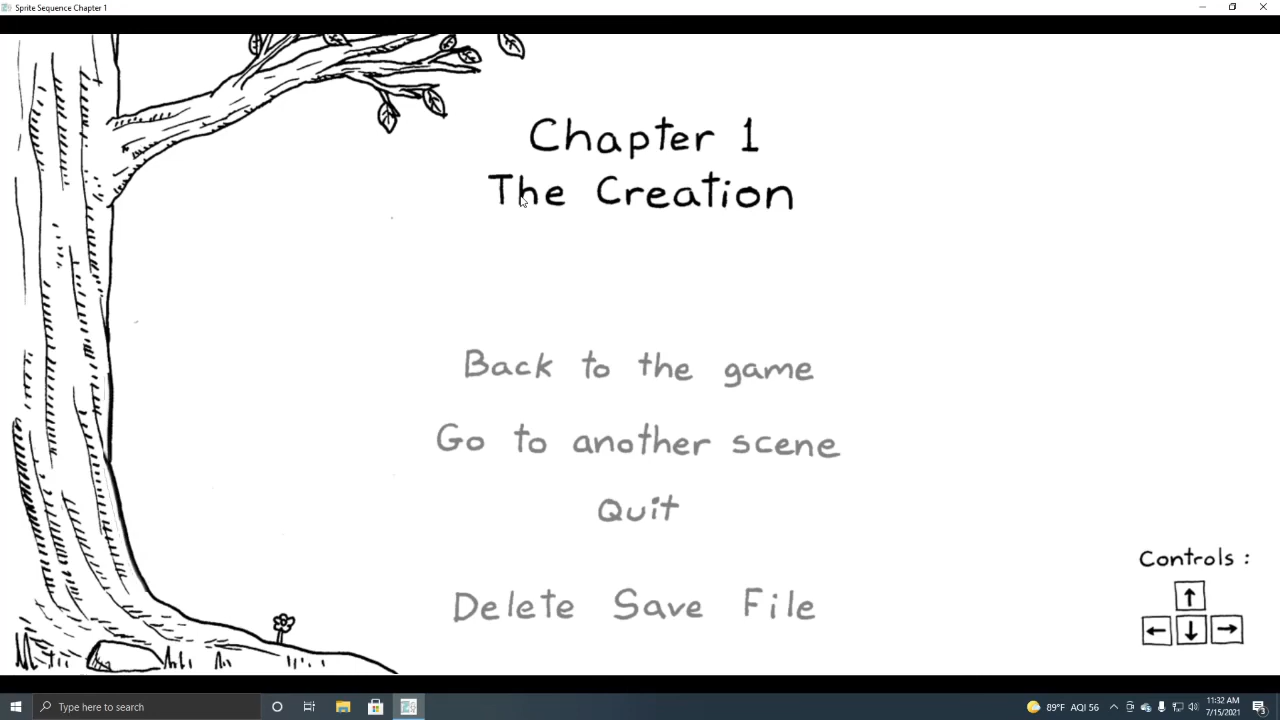 Sprite Sequence Chapter 1
Chapter 1
The Creation
Back to the game
Go to another scene
Quit
Delete Save File
Controls :
Type here to search
89°F AQI 56
11:32 AM
7/15/2021
3